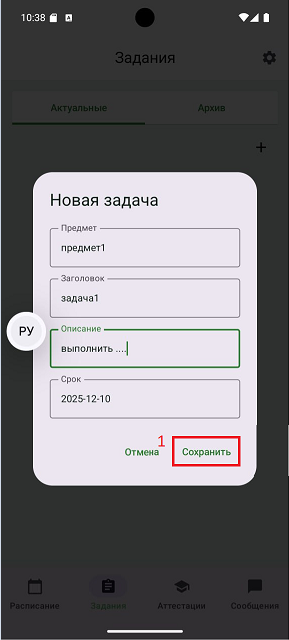 10:38 A
Задания
Актуальные Архив
+
Новая задача
Предмет
предмет1
Заголовок
задача1
РУ
Описание
выполнить ....
Срок
2025-12-10
Отмена 1 Сохранить
Расписание Задания Аттестации Сообщения